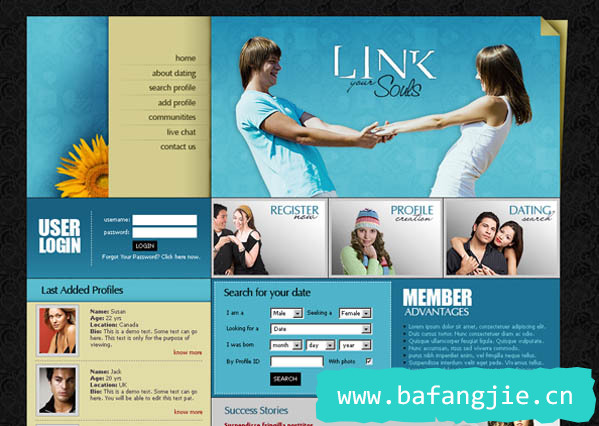 home
about dating
search profile
add profile
communitites
live chat
contact us
LINK
your
Souls
USER
LOGIN
username:
password:
LOGIN
Forgot Your Password? Click here now.
REGISTER
now
PROFILE
creation
DATING
search
Last Added Profiles
Name: Susan
Age: 22 yrs
Location: Canada
Bio: This is a demo text. Some text can go here. This text is only for the purpose of viewing.
know more
Name: Jack
Age: 20 yrs
Location: UK
Bio: This is a demo text. Some text can go here. You will be able to edit this text pat.
know more
Search for your date
I am a Male Seeking a Female
Looking for a Date
I was born month day year
By Profile ID With photo
SEARCH
Success Stories
Suspendisse fringilla porttitor
MEMBER
ADVANTAGES
Lorem ipsum dolor sit amet, consectetuer adipiscing elit.
Duis cursus tortor. Nunc consectetuer diam id arcu.
Quisque ullamcorper feugiat ipsum. Quisque vulputate.
Nunc accumsan, risus sed viverra commodo,
purus nibh imperdiet enim, vel fringilla neque tellus.
Suspendisse interdum velit eget pede. Vivamus
www.bafangjie.cn